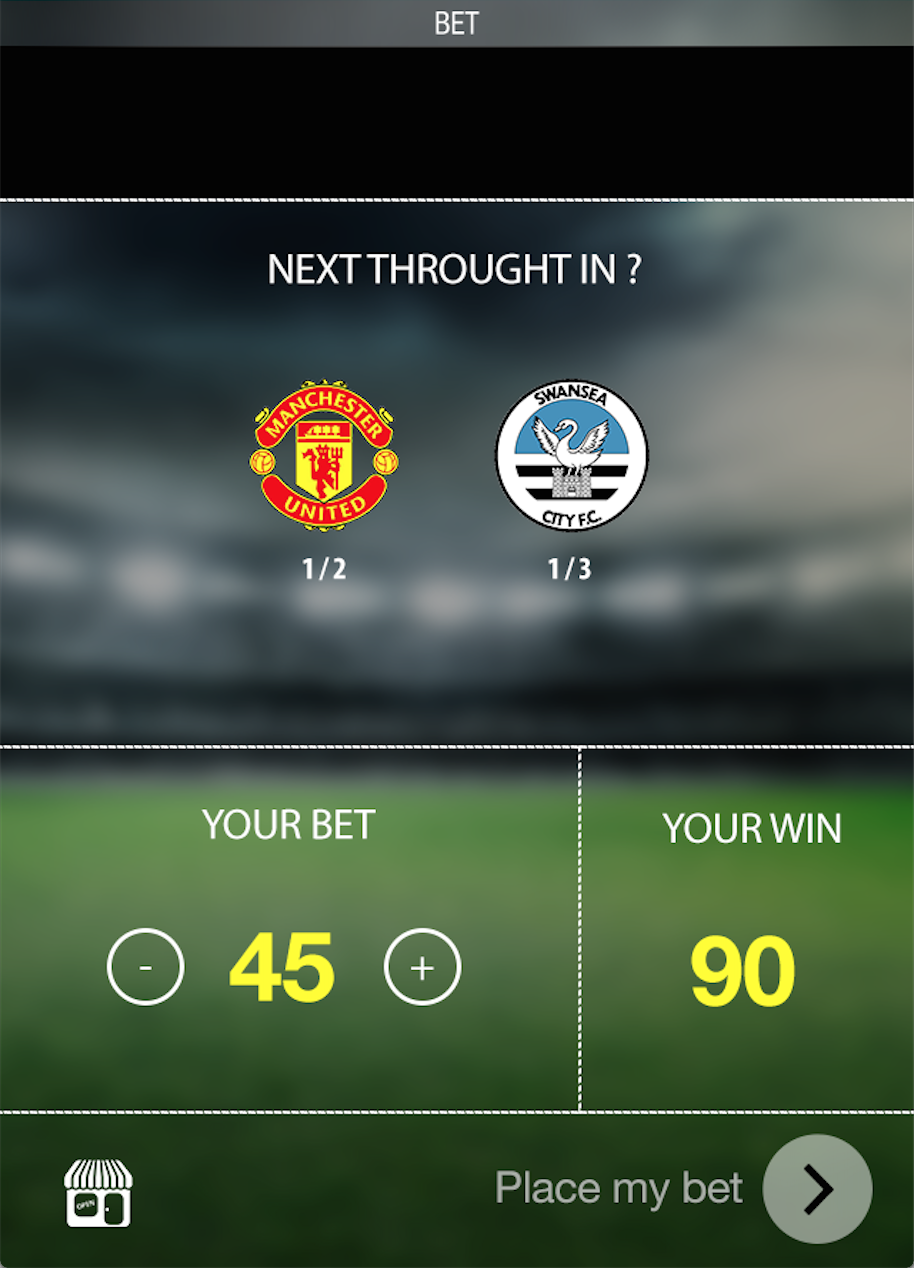 BET
NEXT THROUGHT IN ?
MANCHESTER
UNITED
SWANSEA
CITY F.C.
1/2
1/3
YOUR BET
YOUR WIN
- 45 +
90
OPEN
Place my bet